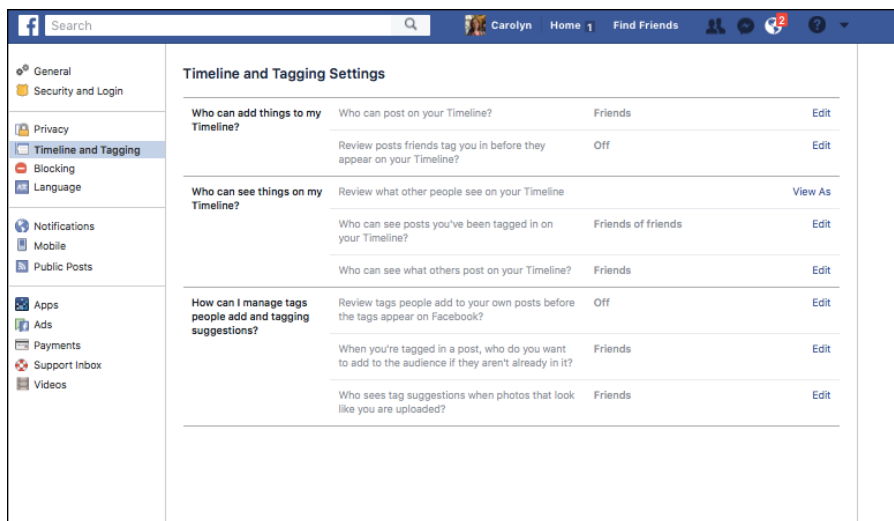 f
Search
Carolyn
Home 1
Find Friends
2
?
General
Security and Login
Privacy
Timeline and Tagging
Blocking
Language
Notifications
Mobile
Public Posts
Apps
Ads
Payments
Support Inbox
Videos
Timeline and Tagging Settings
Who can add things to my
Timeline?
Who can post on your Timeline?
Friends
Edit
Review posts friends tag you in before they
appear on your Timeline?
Off
Edit
Who can see things on my
Timeline?
Review what other people see on your Timeline
View As
Who can see posts you've been tagged in on
your Timeline?
Friends of friends
Edit
Who can see what others post on your Timeline?
Friends
Edit
How can I manage tags
people add and tagging
suggestions?
Review tags people add to your own posts before
the tags appear on Facebook?
Off
Edit
When you're tagged in a post, who do you want
to add to the audience if they aren't already in it?
Friends
Edit
Who sees tag suggestions when photos that look
like you are uploaded?
Friends
Edit